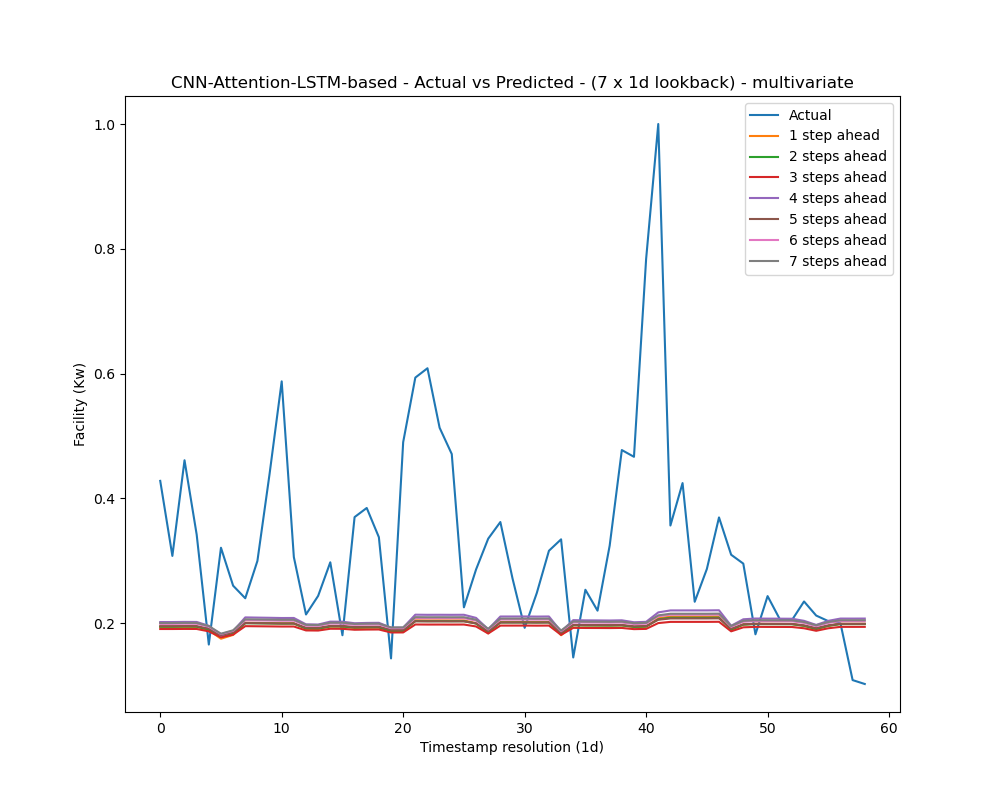 CNN-Attention-LSTM-based - Actual vs Predicted - (7 x 1d lookback) - multivariate
Actual
1 step ahead
2 steps ahead
3 steps ahead
4 steps ahead
5 steps ahead
6 steps ahead
7 steps ahead
Facility (Kw)
1.0
0.8
0.6
0.4
0.2
0 10 20 30 40 50 60
Timestamp resolution (1d)